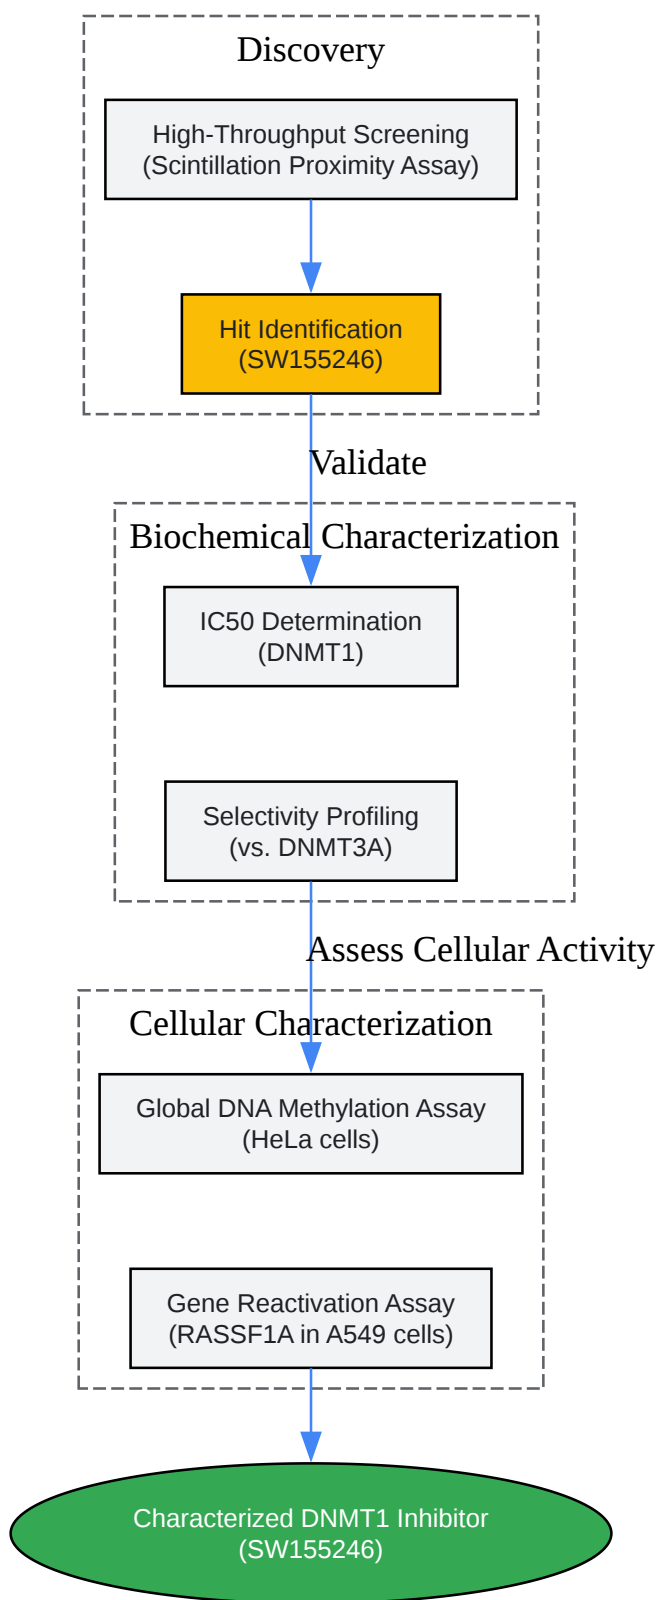 Discovery
High-Throughput Screening
(Scintillation Proximity Assay)
Hit Identification
(SW155246)
Validate
Biochemical Characterization
IC50 Determination
(DNMT1)
Selectivity Profiling
(vs. DNMT3A)
Assess Cellular Activity
Cellular Characterization
Global DNA Methylation Assay
(HeLa cells)
Gene Reactivation Assay
(RASSF1A in A549 cells)
Characterized DNMT1 Inhibitor
(SW155246)